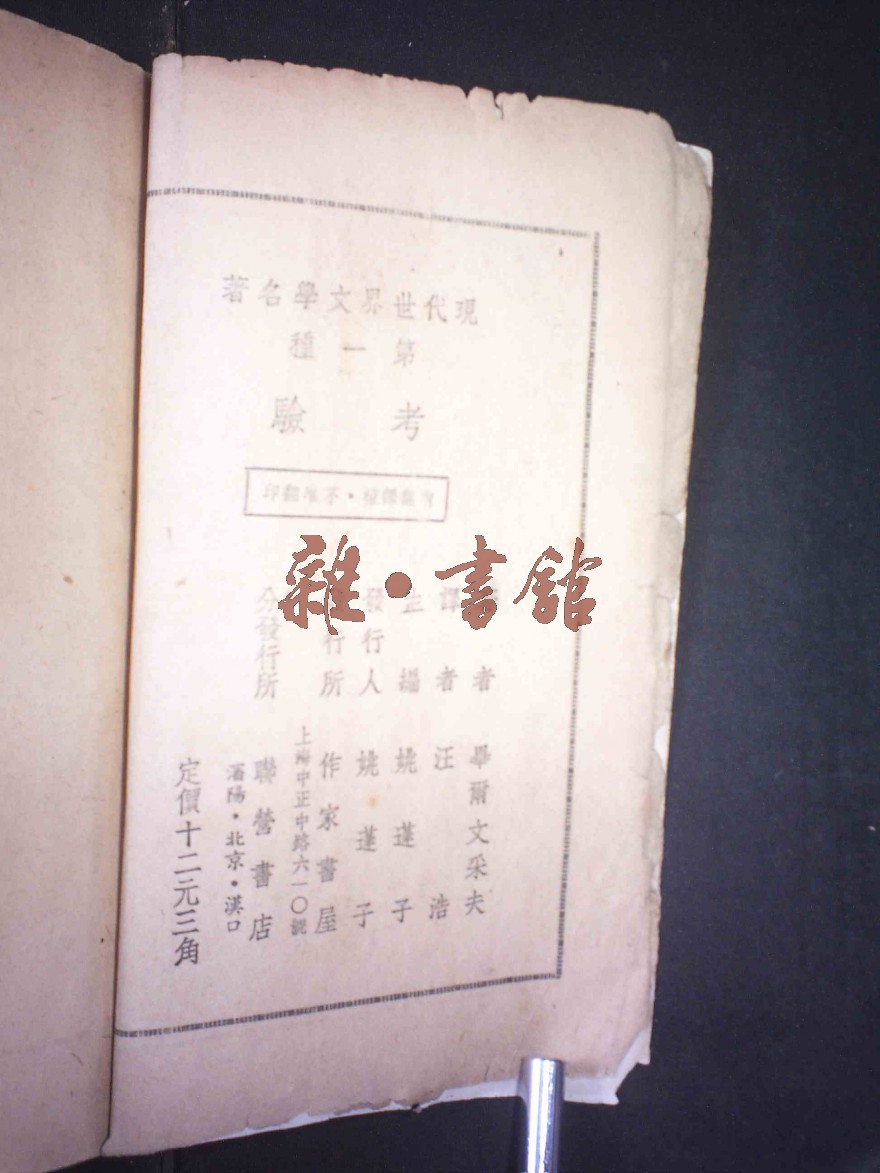 現代世界文學名著
第一種
考驗
有著譯權・不准翻印
者 畢爾文采夫
譯者 汪浩
主編 姚蓬子
發行人 姚蓬子
行所 作家書屋
上海中正中路六一〇號
分發行所 聯營書店
瀋陽・北京・漢口
定價十二元三角
雜・書館